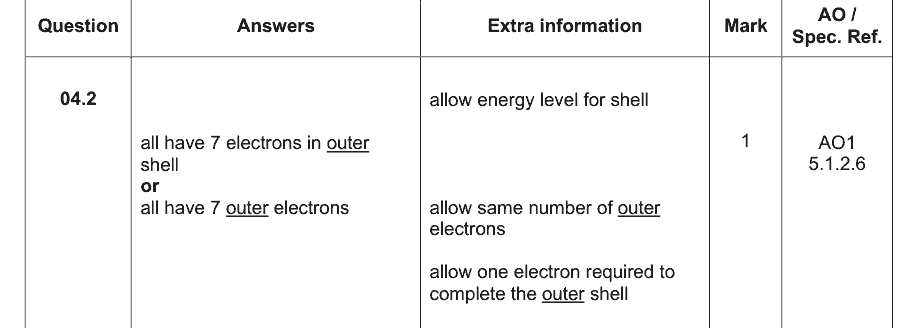 Question Answers Extra information Mark AO /
Spec. Ref.
04.2 allow energy level for shell
all have 7 electrons in outer 1 AO1
shell 5.1.2.6
or
all have 7 outer electrons allow same number of outer
electrons
allow one electron required to
complete the outer shell